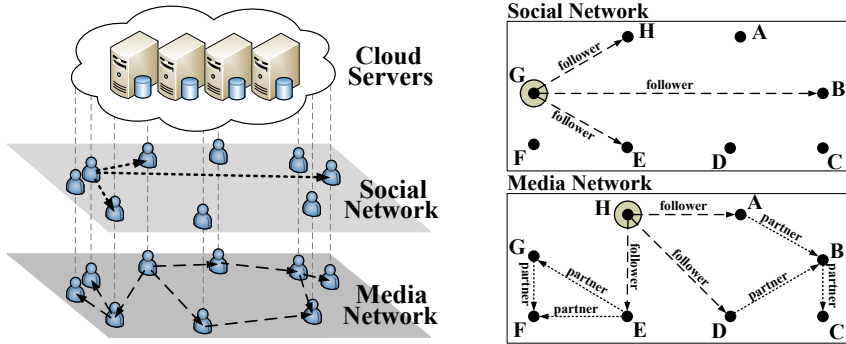 Cloud
Servers
Social
Network
Media
Network
Social Network
H
A
follower
G
follower
B
follower
F
E
D
C
Media Network
H
follower
A
partner
G
follower
follower
B
partner
partner
partner
partner
partner
F
E
D
C